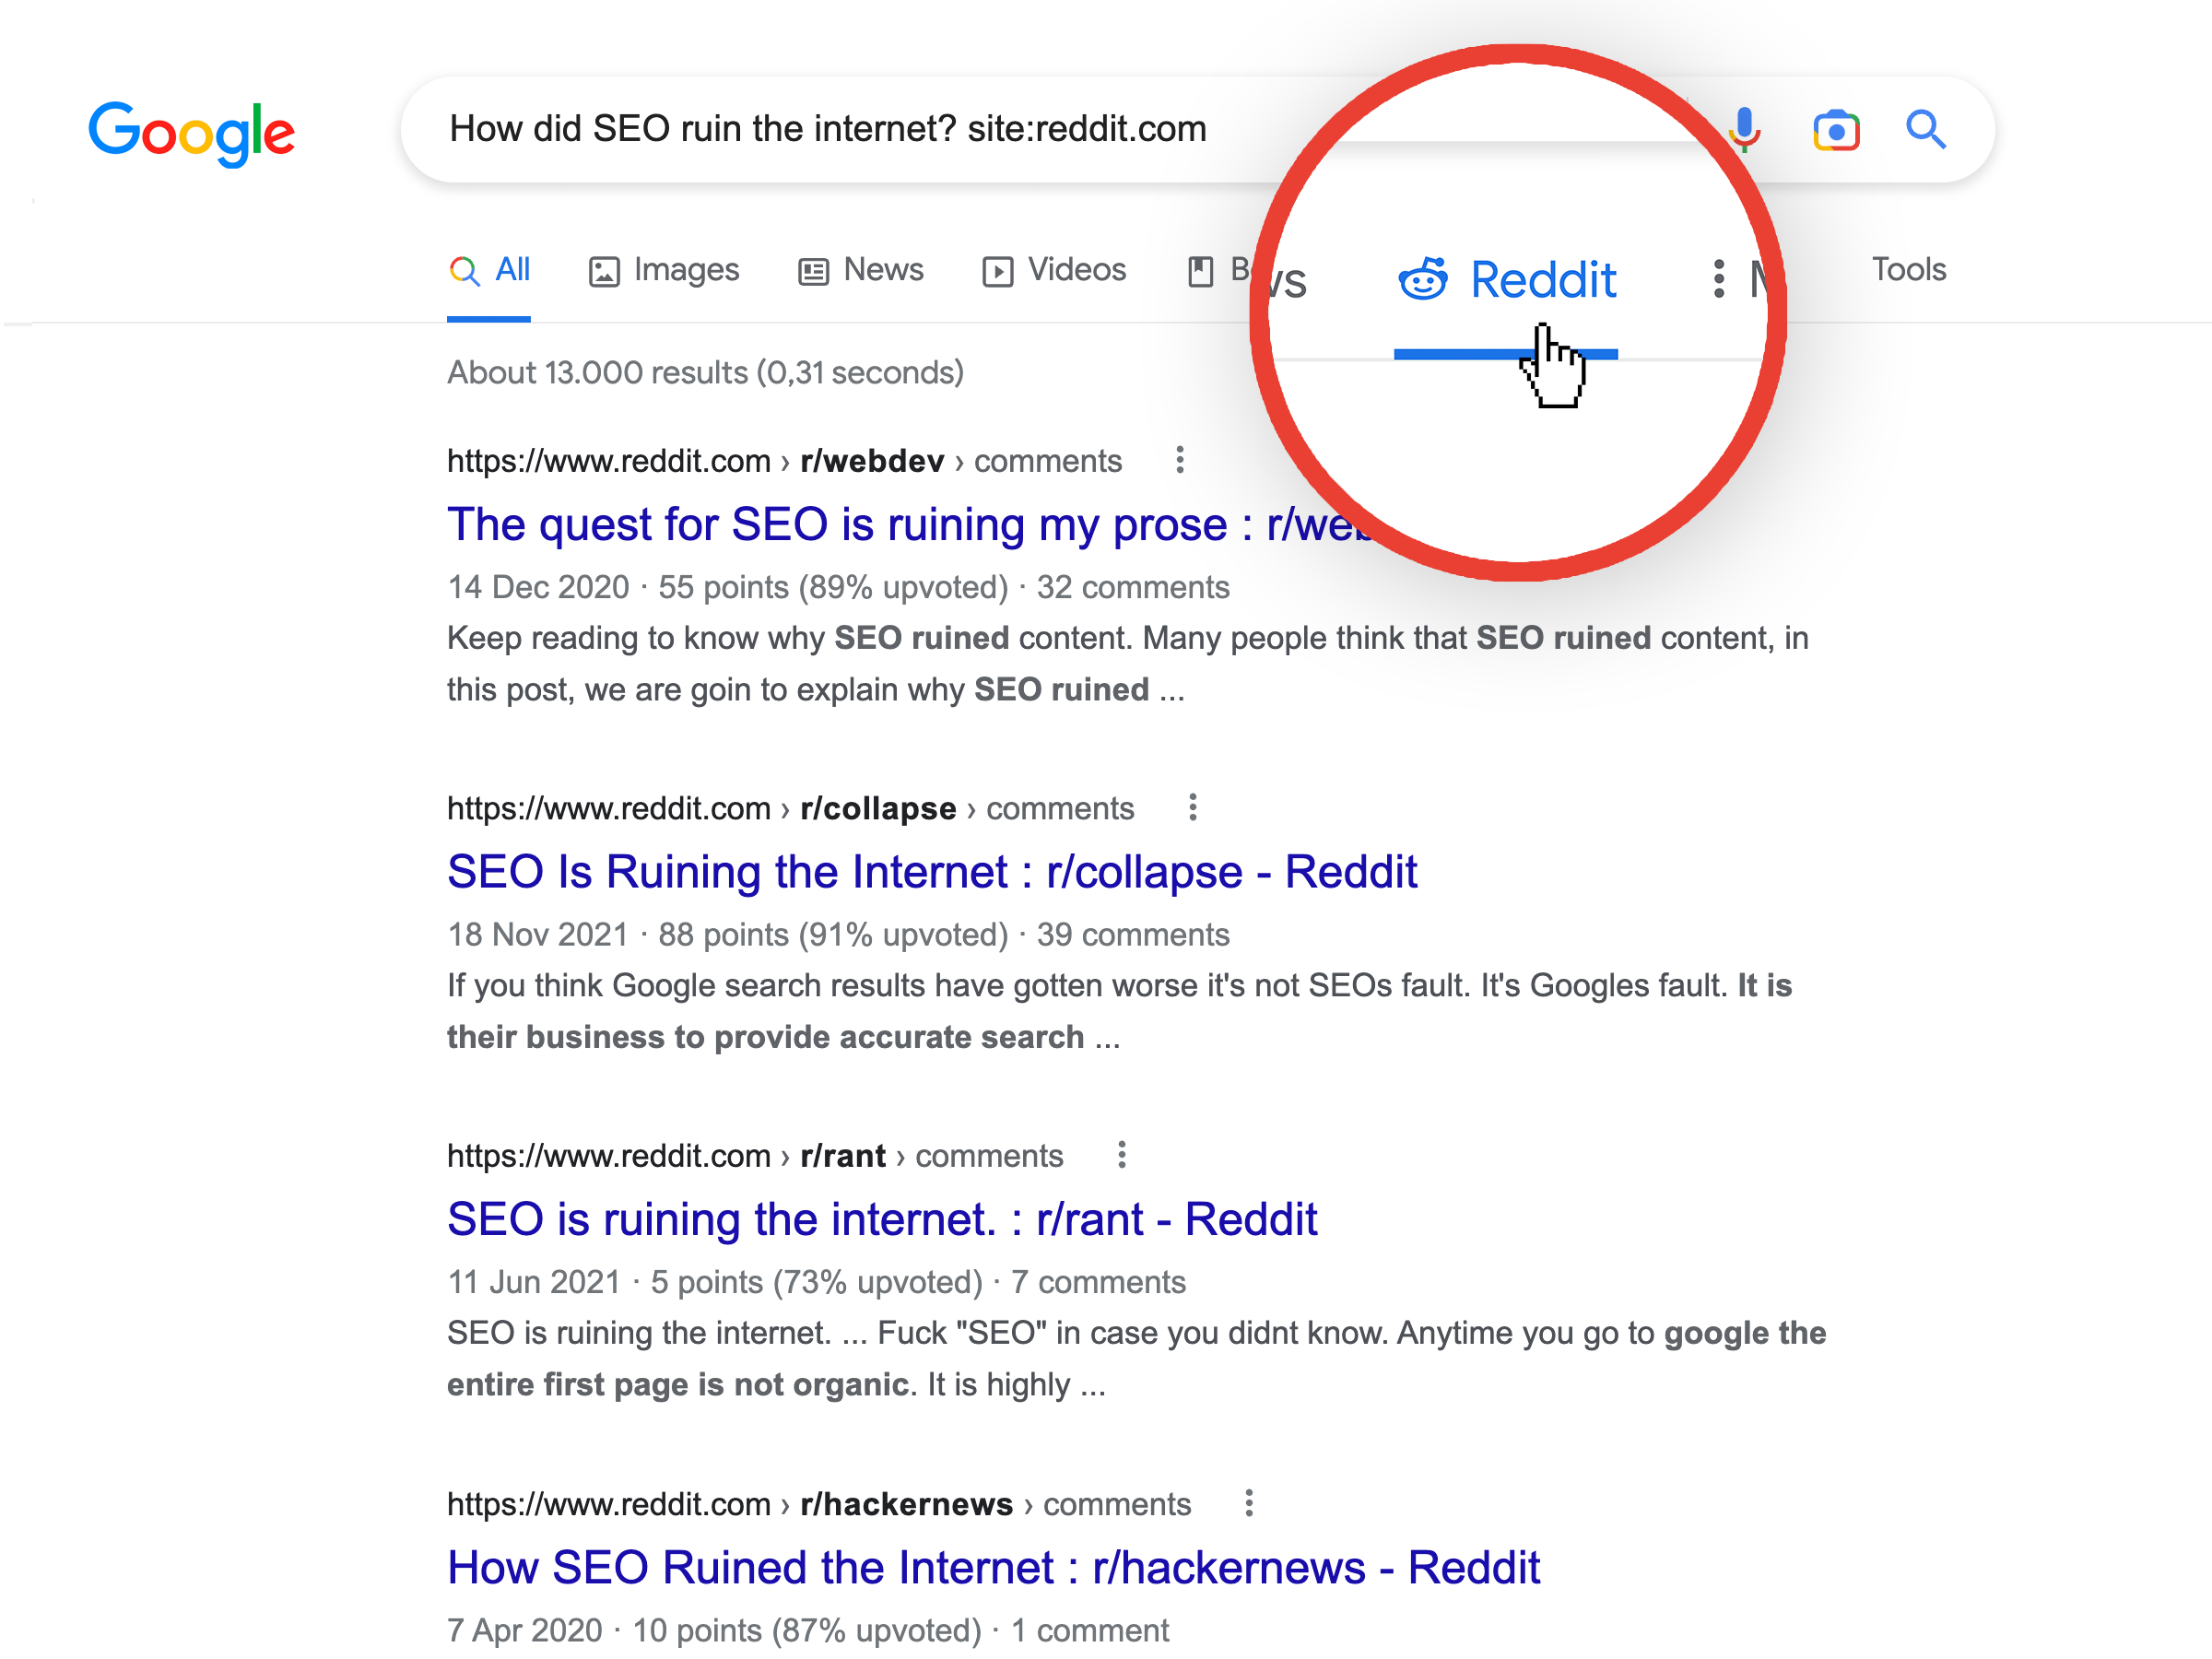 Google
How did SEO ruin the internet? site:reddit.com
All Images News Videos Reddit Tools
About 13.000 results (0,31 seconds)
https://www.reddit.com › r/webdev › comments
The quest for SEO is ruining my prose :
14 Dec 2020 · 55 points (89% upvoted) · 32 comments
Keep reading to know why SEO ruined content. Many people think that SEO ruined content, in
this post, we are goin to explain why SEO ruined ...
https://www.reddit.com › r/collapse › comments
SEO Is Ruining the Internet : r/collapse - Reddit
18 Nov 2021 · 88 points (91% upvoted) · 39 comments
If you think Google search results have gotten worse it's not SEOs fault. It's Googles fault. It is
their business to provide accurate search ...
https://www.reddit.com › r/rant › comments
SEO is ruining the internet. : r/rant - Reddit
11 Jun 2021 · 5 points (73% upvoted) · 7 comments
SEO is ruining the internet. ... Fuck "SEO" in case you didnt know. Anytime you go to google the
entire first page is not organic. It is highly ...
https://www.reddit.com › r/hackernews › comments
How SEO Ruined the Internet : r/hackernews - Reddit
7 Apr 2020 · 10 points (87% upvoted) · 1 comment